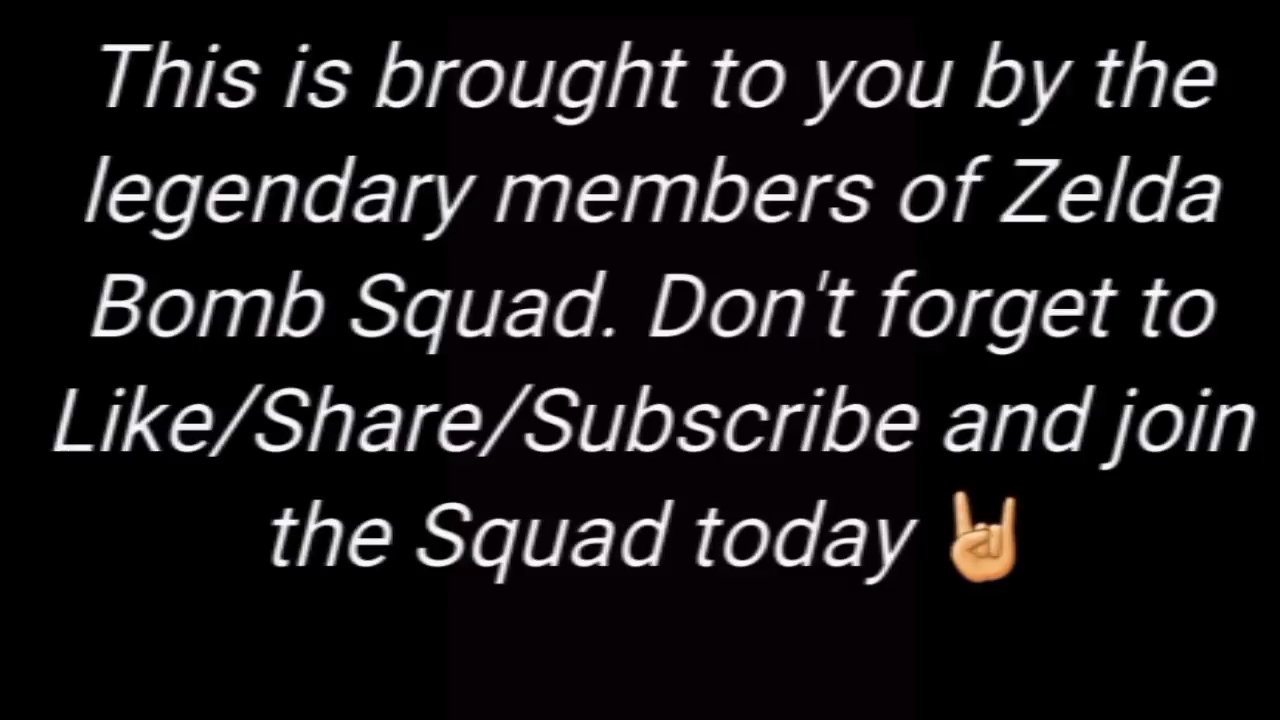 This is brought to you by the
legendary members of Zelda
Bomb Squad. Don't forget to
Like/Share/Subscribe and join
the Squad today 🤘